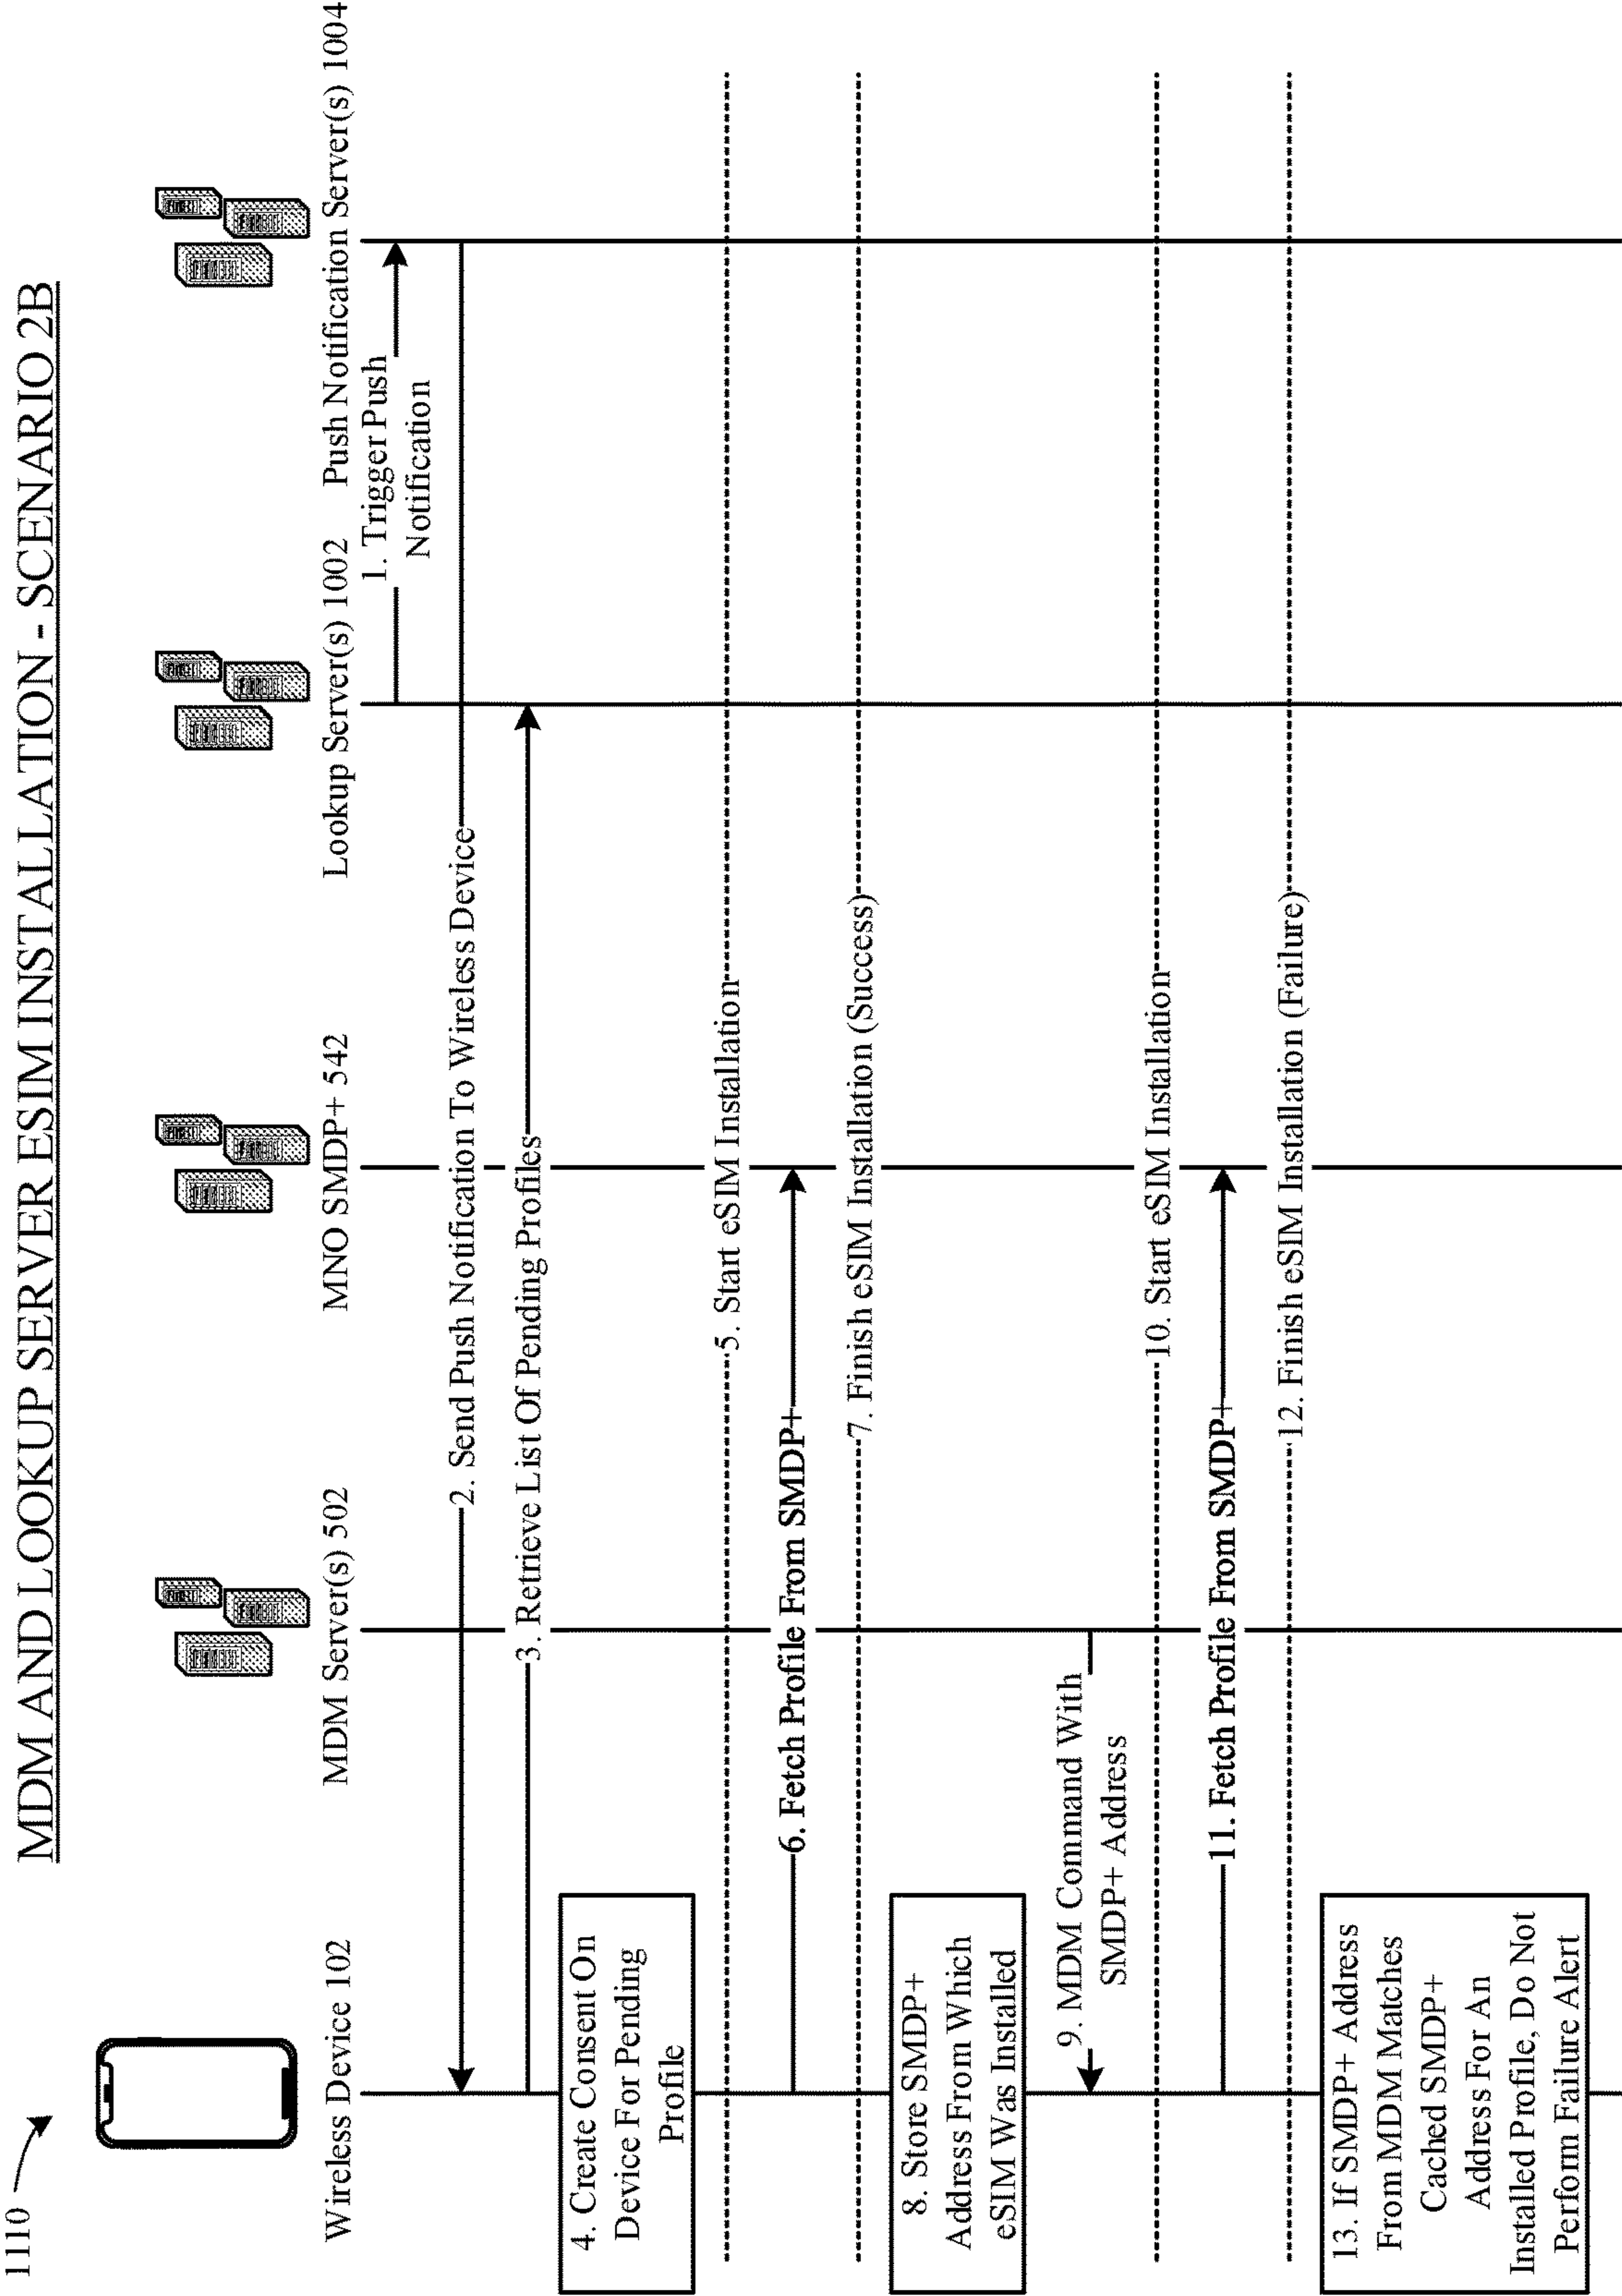 1110
MDM AND LOOKUP SERVER ESIM INSTALLATION - SCENARIO 2B
Wireless Device 102
MDM Server(s) 502
MNO SMDP+ 542
Lookup Server(s) 1002
Push Notification Server(s) 1004
1. Trigger Push
Notification
2. Send Push Notification To Wireless Device
3. Retrieve List Of Pending Profiles
4. Create Consent On
Device For Pending
Profile
5. Start eSIM Installation
6. Fetch Profile From SMDP+
7. Finish eSIM Installation (Success)
8. Store SMDP+
Address From Which
eSIM Was Installed
9. MDM Command With
SMDP+ Address
10. Start eSIM Installation
11. Fetch Profile From SMDP+
12. Finish eSIM Installation (Failure)
13. If SMDP+ Address
From MDM Matches
Cached SMDP+
Address For An
Installed Profile, Do Not
Perform Failure Alert